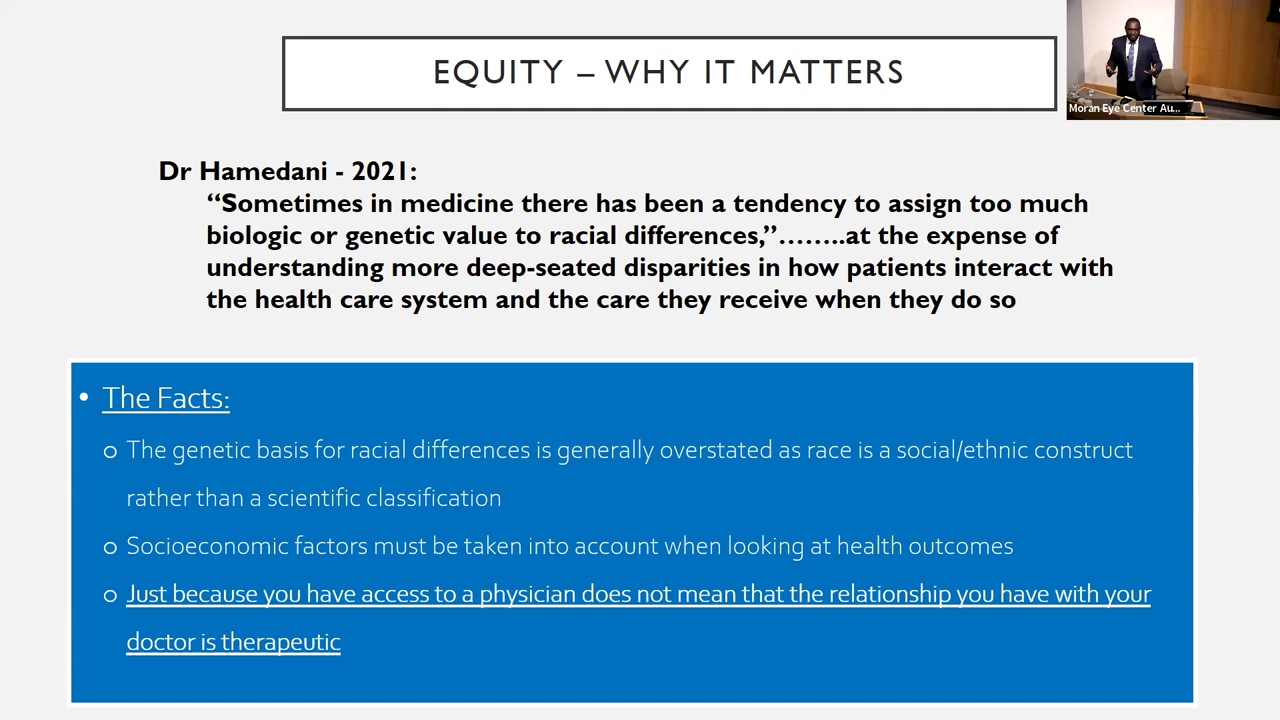 EQUITY – WHY IT MATTERS
Moran Eye Center Au...
Dr Hamedani - 2021:
“Sometimes in medicine there has been a tendency to assign too much
biologic or genetic value to racial differences,”……..at the expense of
understanding more deep-seated disparities in how patients interact with
the health care system and the care they receive when they do so
• The Facts:
o The genetic basis for racial differences is generally overstated as race is a social/ethnic construct
rather than a scientific classification
o Socioeconomic factors must be taken into account when looking at health outcomes
o Just because you have access to a physician does not mean that the relationship you have with your
doctor is therapeutic